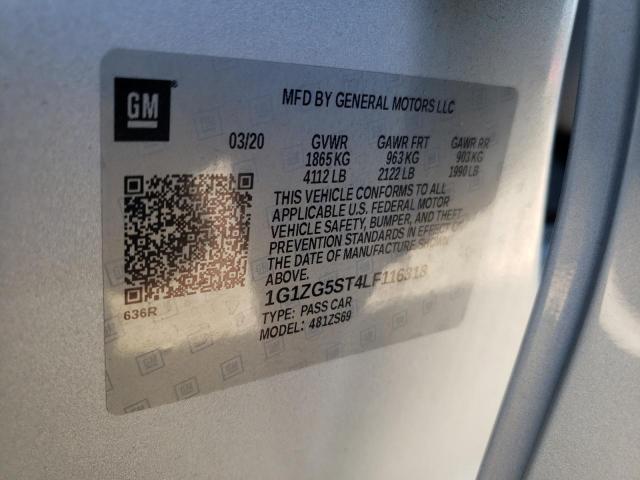 GM
MFD BY GENERAL MOTORS LLC
03/20 GVWR GAWR FRT GAWR RR
1865 KG 963 KG 903 KG
4112 LB 2122 LB 1990 LB
THIS VEHICLE CONFORMS TO ALL
APPLICABLE U.S. FEDERAL MOTOR
VEHICLE SAFETY, BUMPER, AND THEFT
PREVENTION STANDARDS IN EFFECT ON
THE DATE OF MANUFACTURE SHOWN
ABOVE.
1G1ZG5ST4LF116318
TYPE: PASS CAR
MODEL: 481ZS69
636R